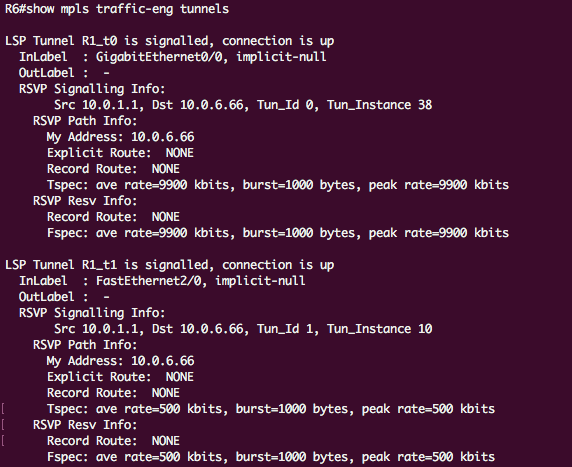 R6#show mpls traffic-eng tunnels
LSP Tunnel R1_t0 is signalled, connection is up
InLabel : GigabitEthernet0/0, implicit-null
OutLabel : -
RSVP Signalling Info:
Src 10.0.1.1, Dst 10.0.6.66, Tun_Id 0, Tun_Instance 38
RSVP Path Info:
My Address: 10.0.6.66
Explicit Route: NONE
Record Route: NONE
Tspec: ave rate=9900 kbits, burst=1000 bytes, peak rate=9900 kbits
RSVP Resv Info:
Record Route: NONE
Fspec: ave rate=9900 kbits, burst=1000 bytes, peak rate=9900 kbits
LSP Tunnel R1_t1 is signalled, connection is up
InLabel : FastEthernet2/0, implicit-null
OutLabel : -
RSVP Signalling Info:
Src 10.0.1.1, Dst 10.0.6.66, Tun_Id 1, Tun_Instance 10
RSVP Path Info:
My Address: 10.0.6.66
Explicit Route: NONE
Record Route: NONE
[ Tspec: ave rate=500 kbits, burst=1000 bytes, peak rate=500 kbits
[ RSVP Resv Info:
[ Record Route: NONE
Fspec: ave rate=500 kbits, burst=1000 bytes, peak rate=500 kbits